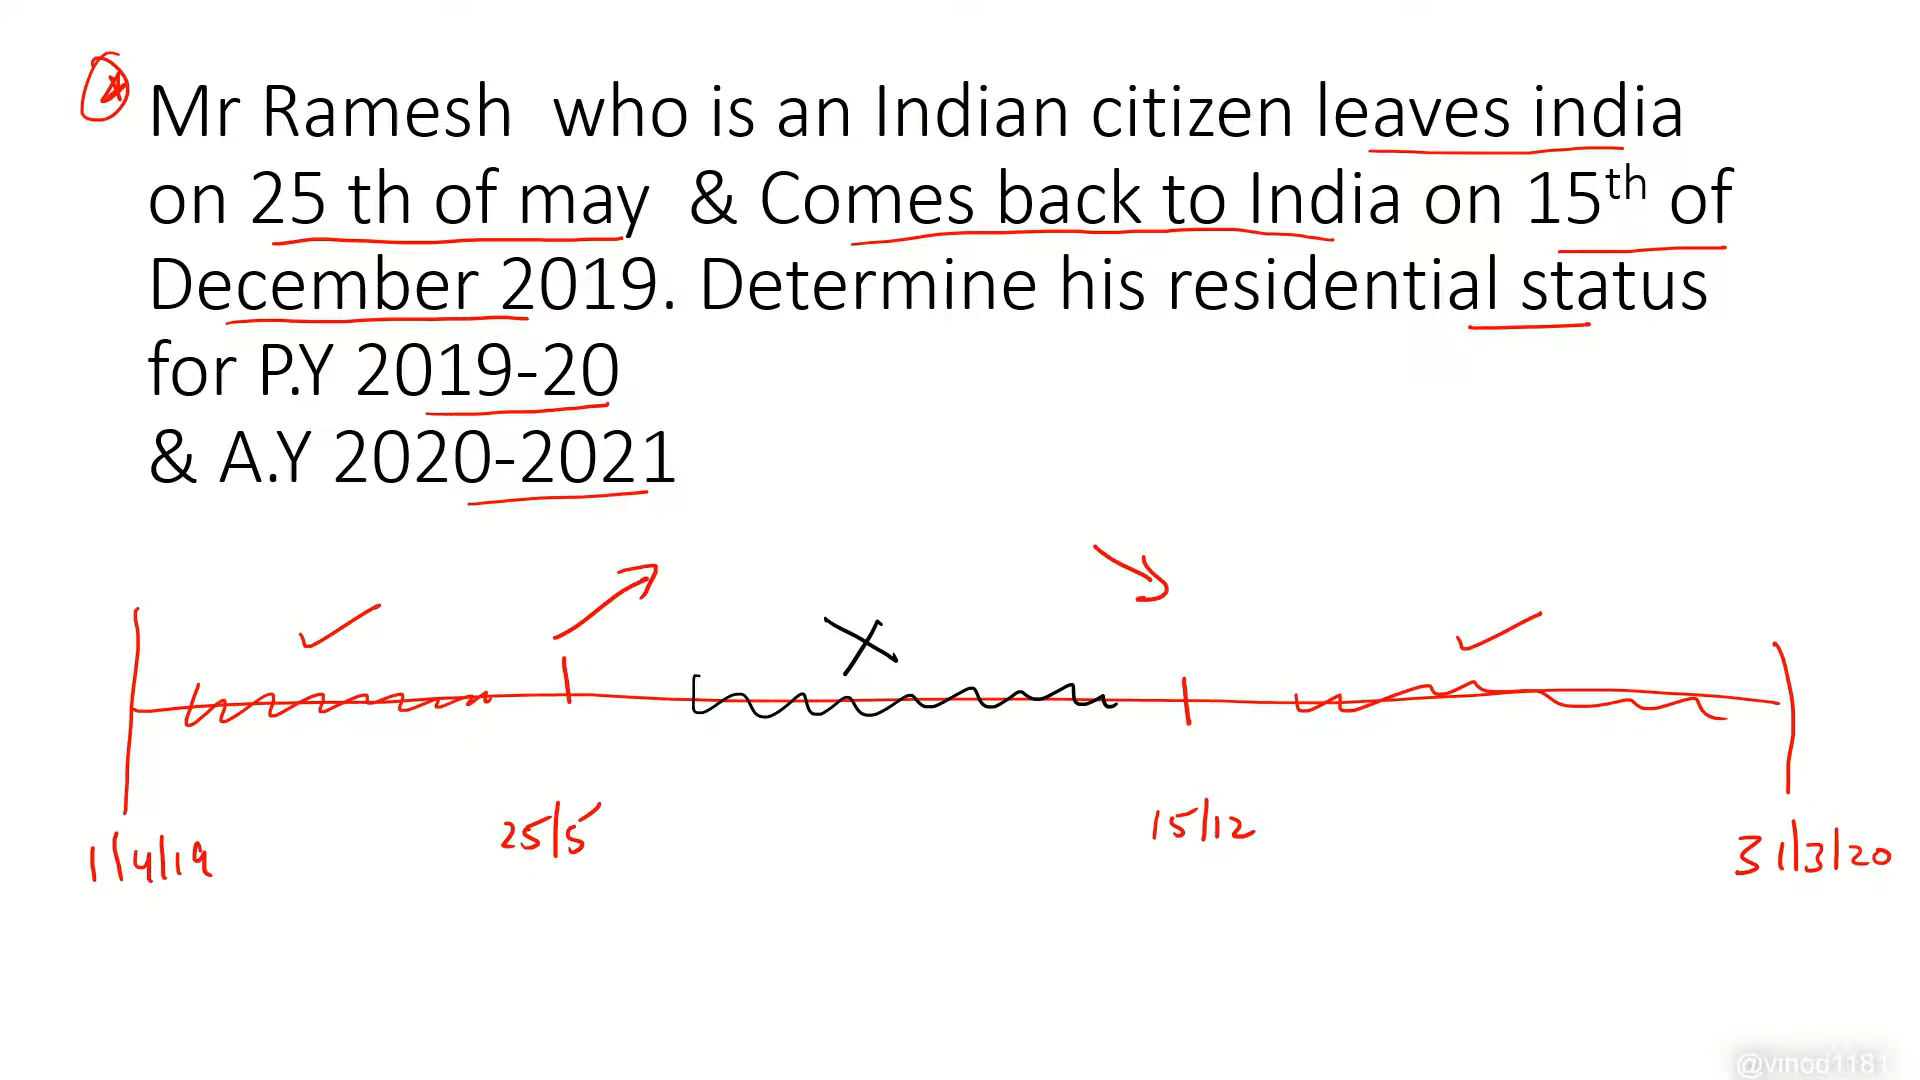 Mr Ramesh who is an Indian citizen leaves india
on 25 th of may & Comes back to India on 15th of
December 2019. Determine his residential status
for P.Y 2019-20
& A.Y 2020-2021
1/4/19
25/5
15/12
31/3/20
@vinod1181